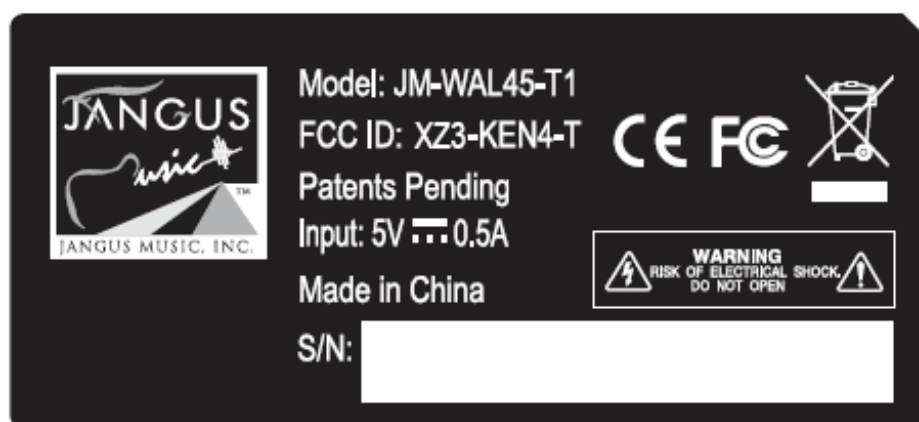 JANGUS
Music
TM
JANGUS MUSIC, INC.
Model: JM-WAL45-T1
FCC ID: XZ3-KEN4-T
Patents Pending
Input: 5V ⎓ 0.5A
Made in China
S/N:
CE FC
WARNING
RISK OF ELECTRICAL SHOCK.
DO NOT OPEN